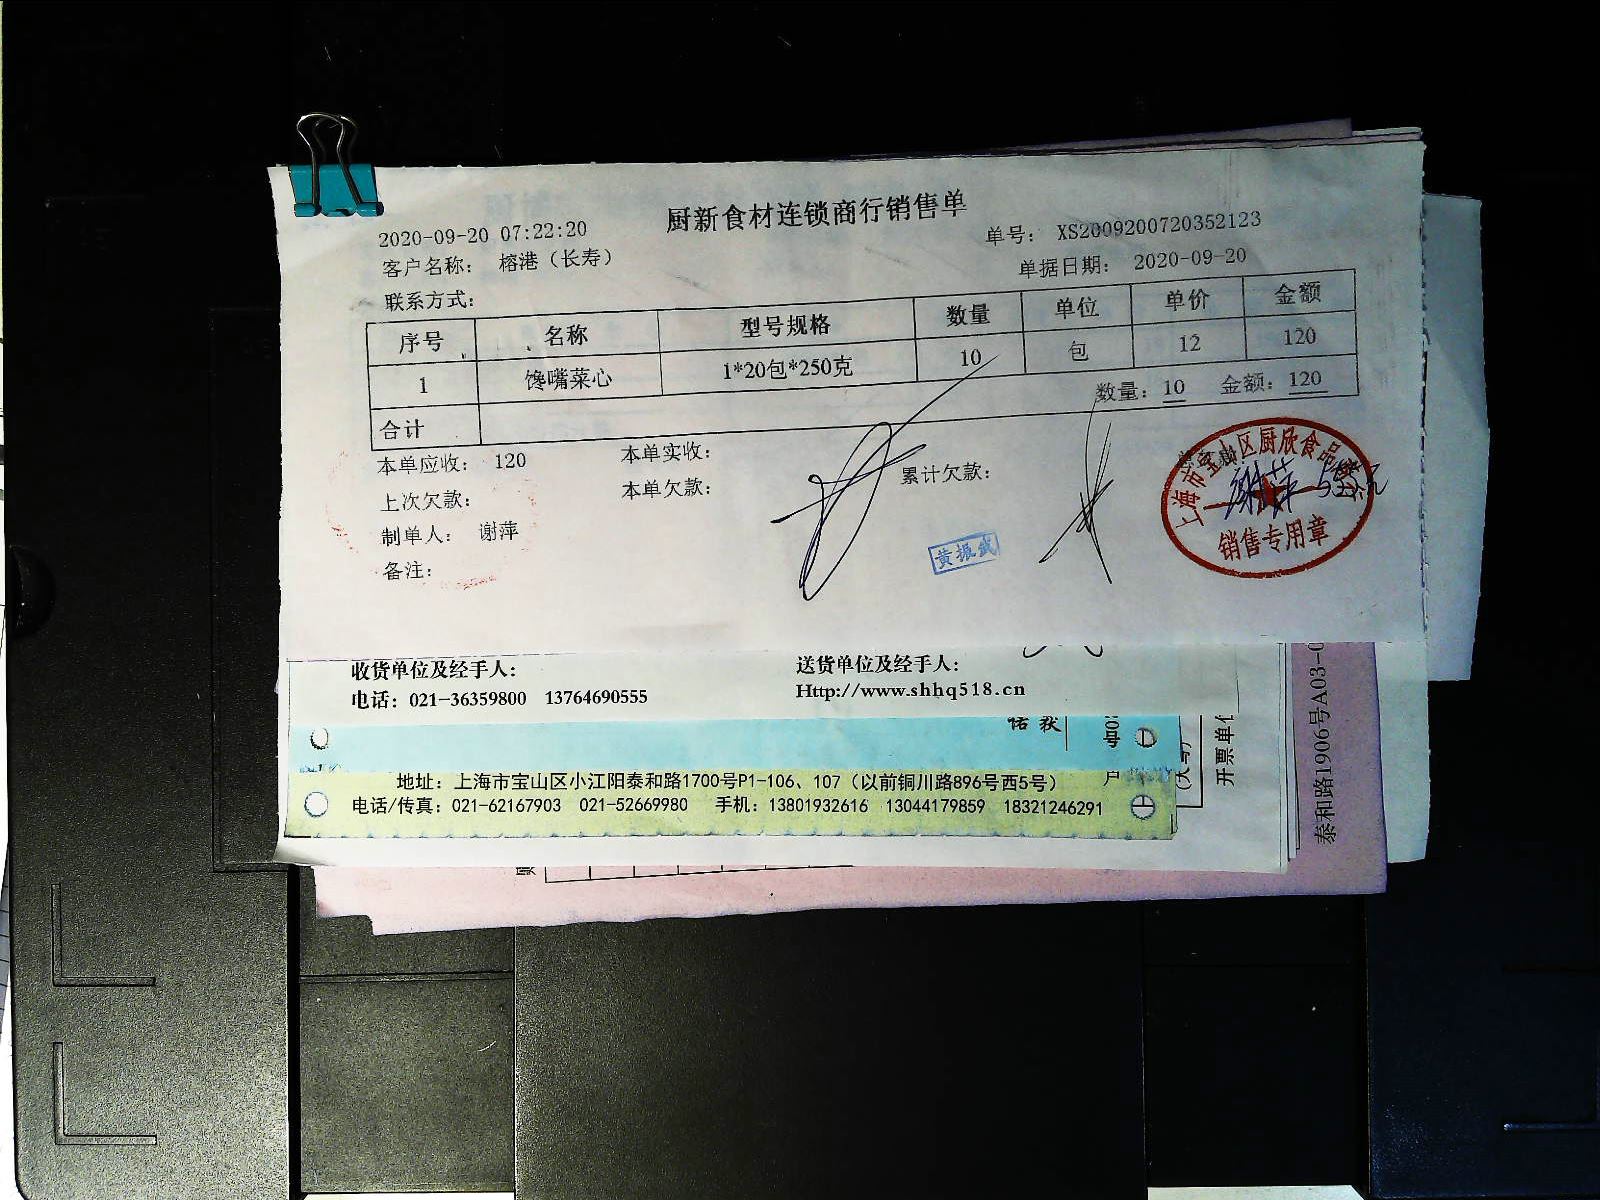 厨新食材连锁商行销售单
2020-09-20 07:22:20
单号： XS2009200720352123
客户名称： 榕港（长寿）
单据日期： 2020-09-20
联系方式：
序号 名称 型号规格 数量 单位 单价 金额
1 馋嘴菜心 1*20包*250克 10 包 12 120
合计 数量：10 金额：120
本单应收： 120 本单实收：
上次欠款： 本单欠款： 累计欠款：
制单人： 谢萍
备注：
黄振武
上海市宝山区厨欣食品
销售专用章
收货单位及经手人： 送货单位及经手人：
电话：021-36359800 13764690555 Http://www.shhq518.cn
地址：上海市宝山区小江阳泰和路1700号P1-106、107（以前铜川路896号西5号）
电话/传真：021-62167903 021-52669980 手机：13801932616 13044179859 18321246291
开票单位
泰和路1906号A03-0